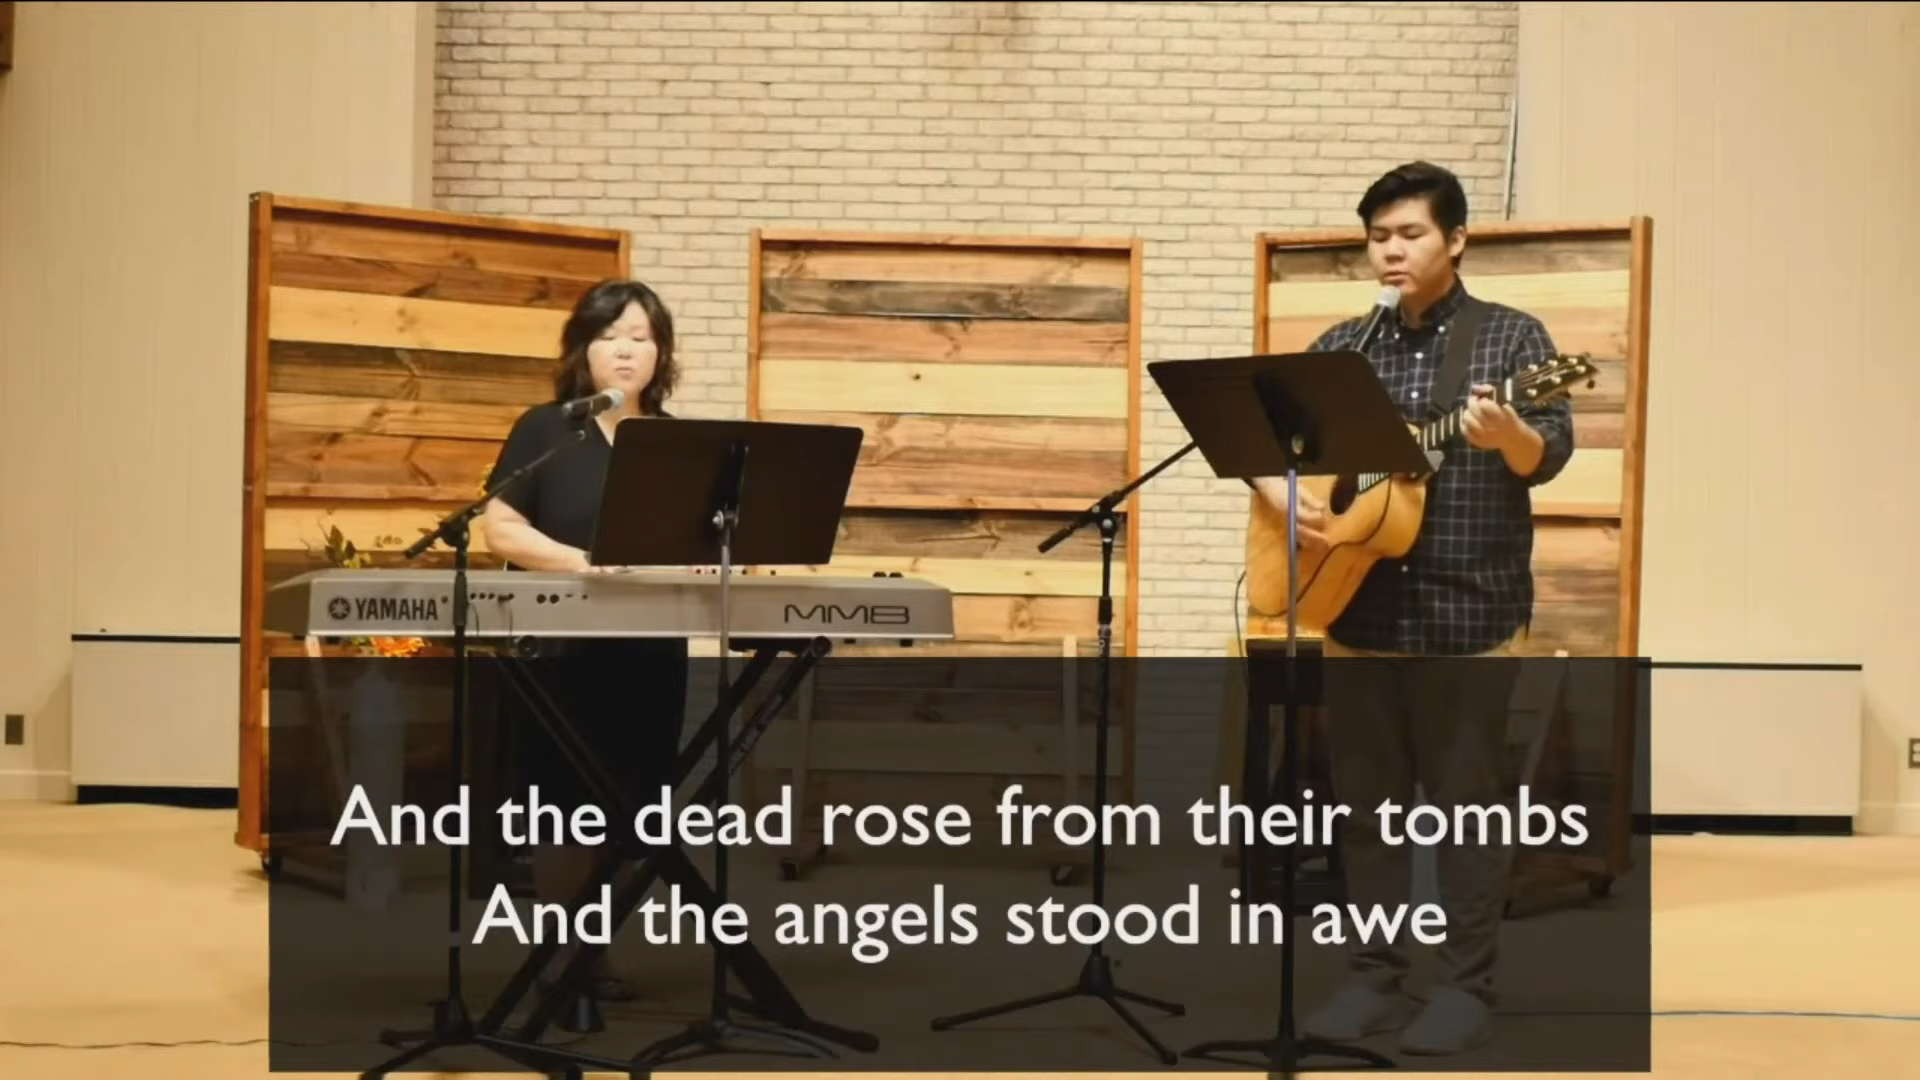 YAMAHA
MM8
And the dead rose from their tombs
And the angels stood in awe